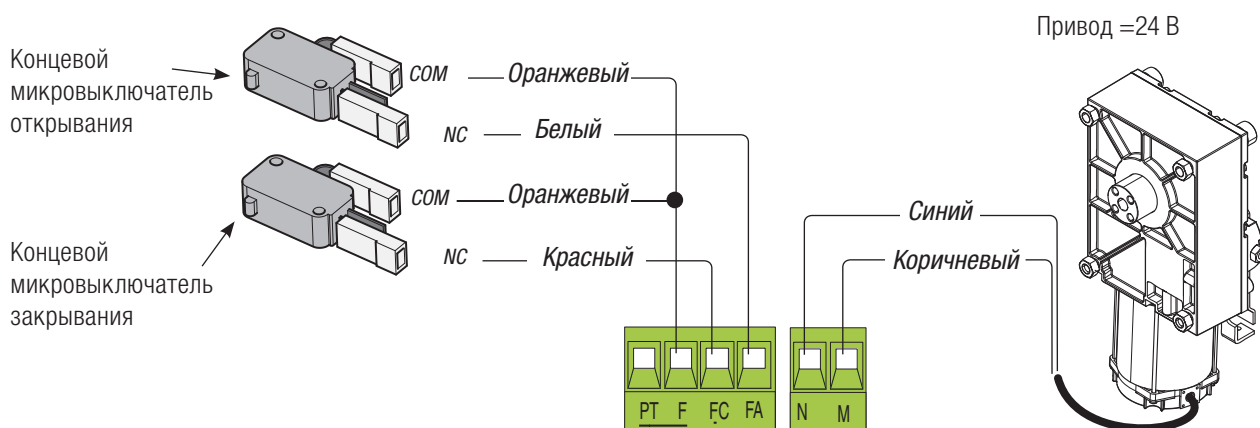 Привод =24 В
Концевой
микровыключатель
открывания
COM
Оранжевый
NC
Белый
COM
Оранжевый
Концевой
микровыключатель
закрывания
NC
Красный
Синий
Коричневый
PT F FC FA
N M